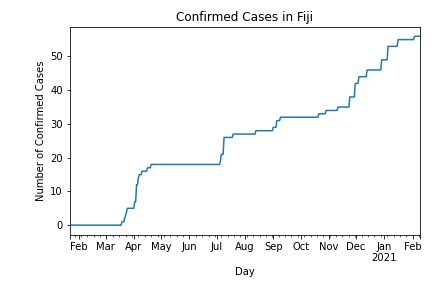 Confirmed Cases in Fiji
Number of Confirmed Cases
50
40
30
20
10
0
Feb Mar Apr May Jun Jul Aug Sep Oct Nov Dec Jan Feb
2021
Day